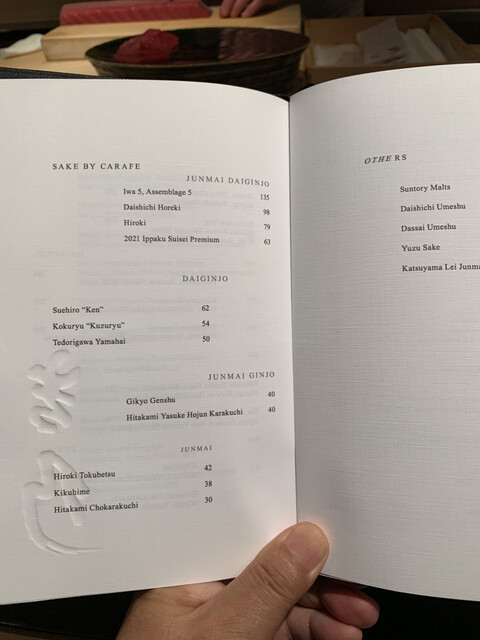 SAKE BY CARAFE
JUNMAI DAIGINJO
Iwa 5, Assemblage 5 135
Daishichi Horeki 98
Hiroki 79
2021 Ippaku Suisei Premium 63
DAIGINJO
Suehiro “Ken” 62
Kokuryu “Kuzuryu” 54
Tedorigawa Yamahai 50
JUNMAI GINJO
Gikyo Genshu 40
Hitakami Yasuke Hojun Karakuchi 40
JUNMAI
Hiroki Tokubetsu 42
Kikuhime 38
Hitakami Chokarakuchi 30
OTHERS
Suntory Malts
Daishichi Umeshu
Dassai Umeshu
Yuzu Sake
Katsuyama Lei Junma